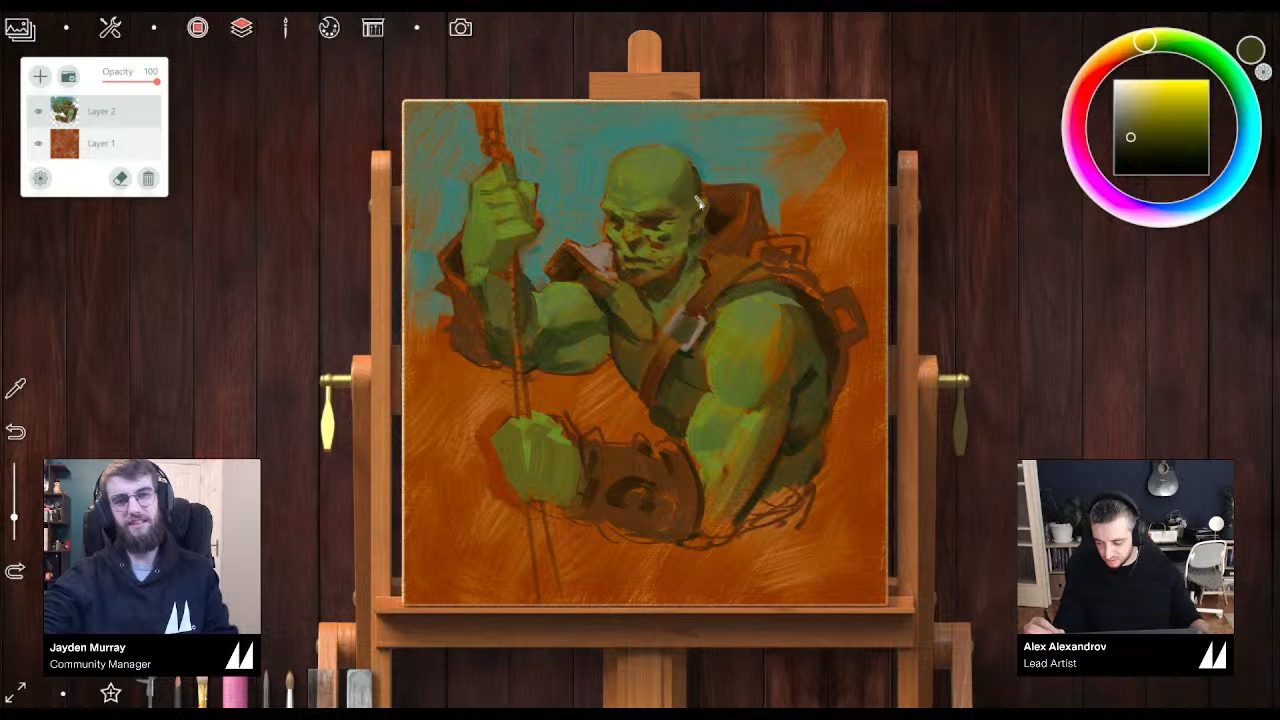 Opacity 100
Layer 2
Layer 1
Jayden Murray
Community Manager
Alex Alexandrov
Lead Artist